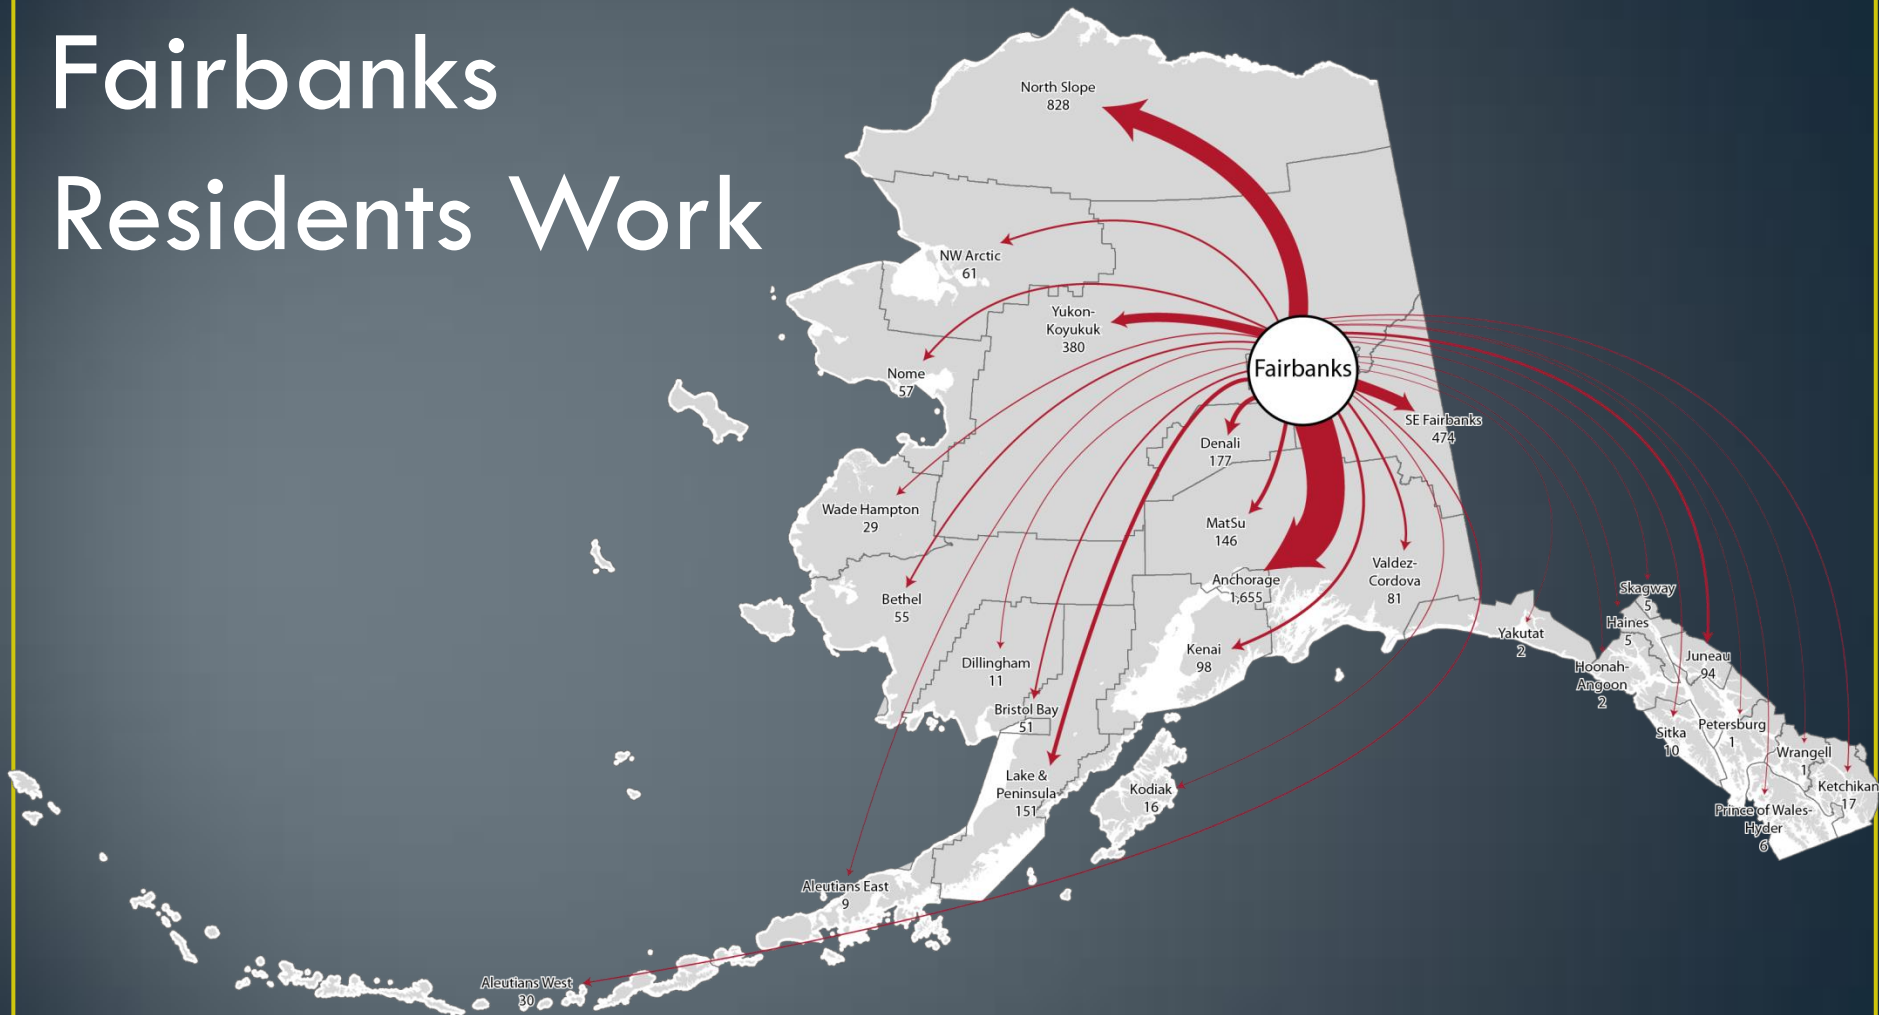 Fairbanks
Residents Work
North Slope
828
NW Arctic
61
Yukon-
Koyukuk
380
Fairbanks
Nome
57
SE Fairbanks
474
Denali
177
Wade Hampton
29
MatSu
146
Valdez-
Cordova
81
Anchorage
1,655
Bethel
55
Skagway
5
Haines
5
Yakutat
2
Kenai
98
Juneau
94
Dillingham
11
Hoonah-
Angoon
2
Bristol Bay
51
Petersburg
1
Sitka
10
Wrangell
1
Lake &
Peninsula
151
Kodiak
16
Ketchikan
17
Prince of Wales-
Hyder
6
Aleutians East
9
Aleutians West
30